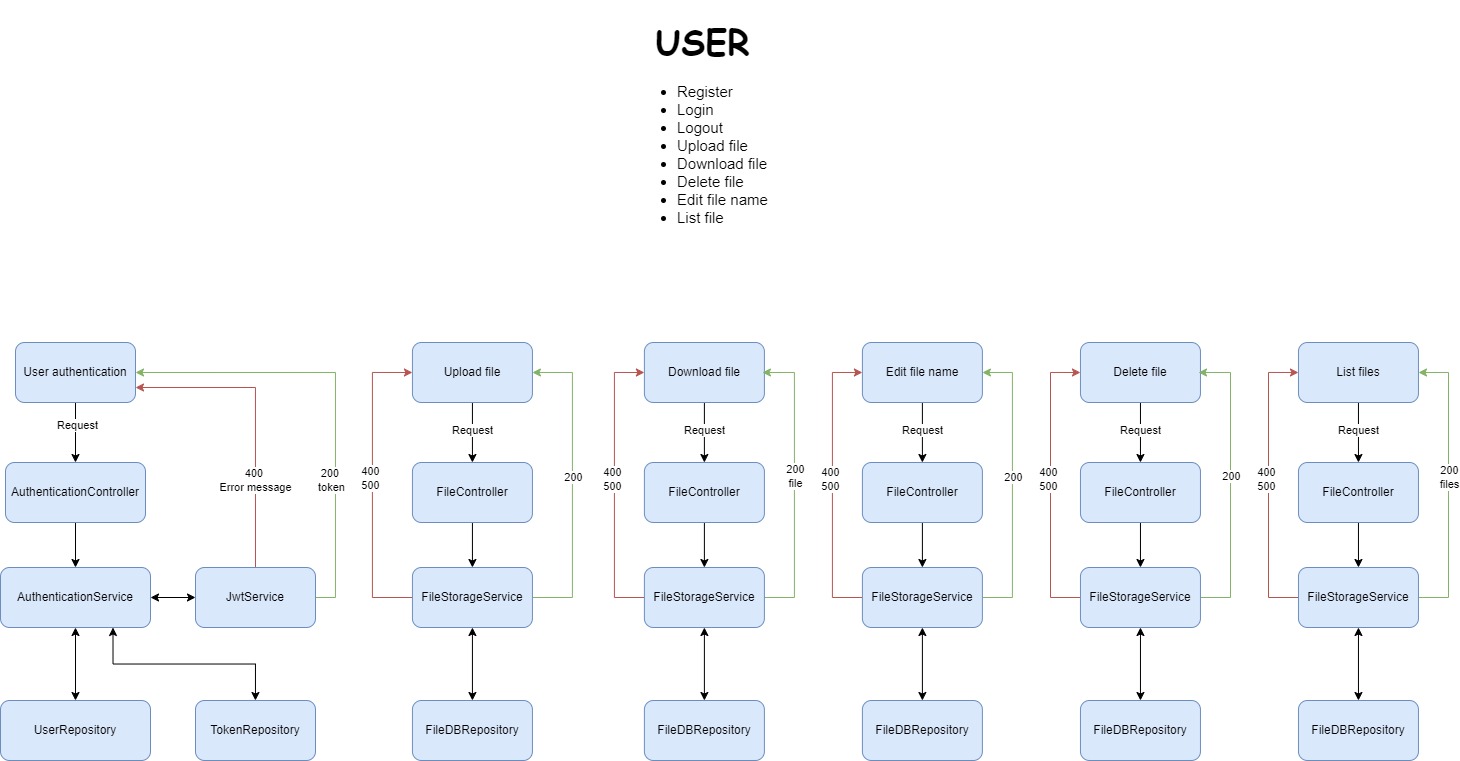 USER
Register
Login
Logout
Upload file
Download file
Delete file
Edit file name
List file
User authentication
Request
AuthenticationController
400
Error message
200
token
AuthenticationService
JwtService
UserRepository
TokenRepository
Upload file
Request
400
500
200
FileController
FileStorageService
FileDBRepository
Download file
Request
400
500
200
file
FileController
FileStorageService
FileDBRepository
Edit file name
Request
400
500
200
FileController
FileStorageService
FileDBRepository
Delete file
Request
400
500
200
FileController
FileStorageService
FileDBRepository
List files
Request
400
500
200
files
FileController
FileStorageService
FileDBRepository